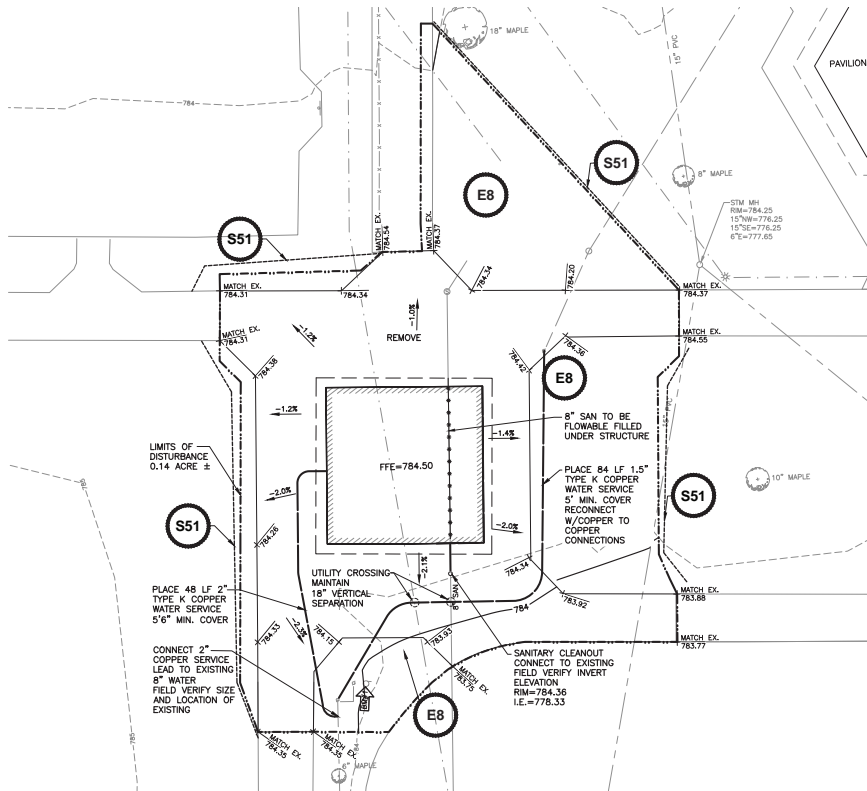 18" MAPLE
15" PVC
PAVILION
784
S51
E8
8" MAPLE
STM MH
RIM=784.25
15"NW=776.25
15"SE=776.25
6"E=777.65
S51
MATCH EX.
784.54
MATCH EX.
784.37
784.34
784.20
MATCH EX.
784.31
784.34
MATCH EX.
784.37
-1.0%
-1.2%
REMOVE
MATCH EX.
784.31
784.36
MATCH EX.
784.55
784.38
784.42
E8
-1.2%
8" SAN TO BE
FLOWABLE FILLED
UNDER STRUCTURE
-1.4%
LIMITS OF
DISTURBANCE
0.14 ACRE ±
FFE=784.50
PLACE 84 LF 1.5"
TYPE K COPPER
WATER SERVICE
5' MIN. COVER
RECONNECT
W/COPPER TO
COPPER
CONNECTIONS
10" MAPLE
785
-2.0%
S51
S51
-2.0%
784.26
-2.1%
784.34
UTILITY CROSSING
MAINTAIN
18" VERTICAL
SEPARATION
8" SAN
784
783.92
MATCH EX.
783.88
PLACE 48 LF 2"
TYPE K COPPER
WATER SERVICE
5'6" MIN. COVER
-2.3%
784.33
784.15
783.93
MATCH EX.
783.77
CONNECT 2"
COPPER SERVICE
LEAD TO EXISTING
8" WATER
FIELD VERIFY SIZE
AND LOCATION OF
EXISTING
MATCH EX.
783.75
SANITARY CLEANOUT
CONNECT TO EXISTING
FIELD VERIFY INVERT
ELEVATION
RIM=784.36
I.E.=778.33
E8
785
MATCH EX.
784.35
MATCH EX.
784.35
784
6" MAPLE